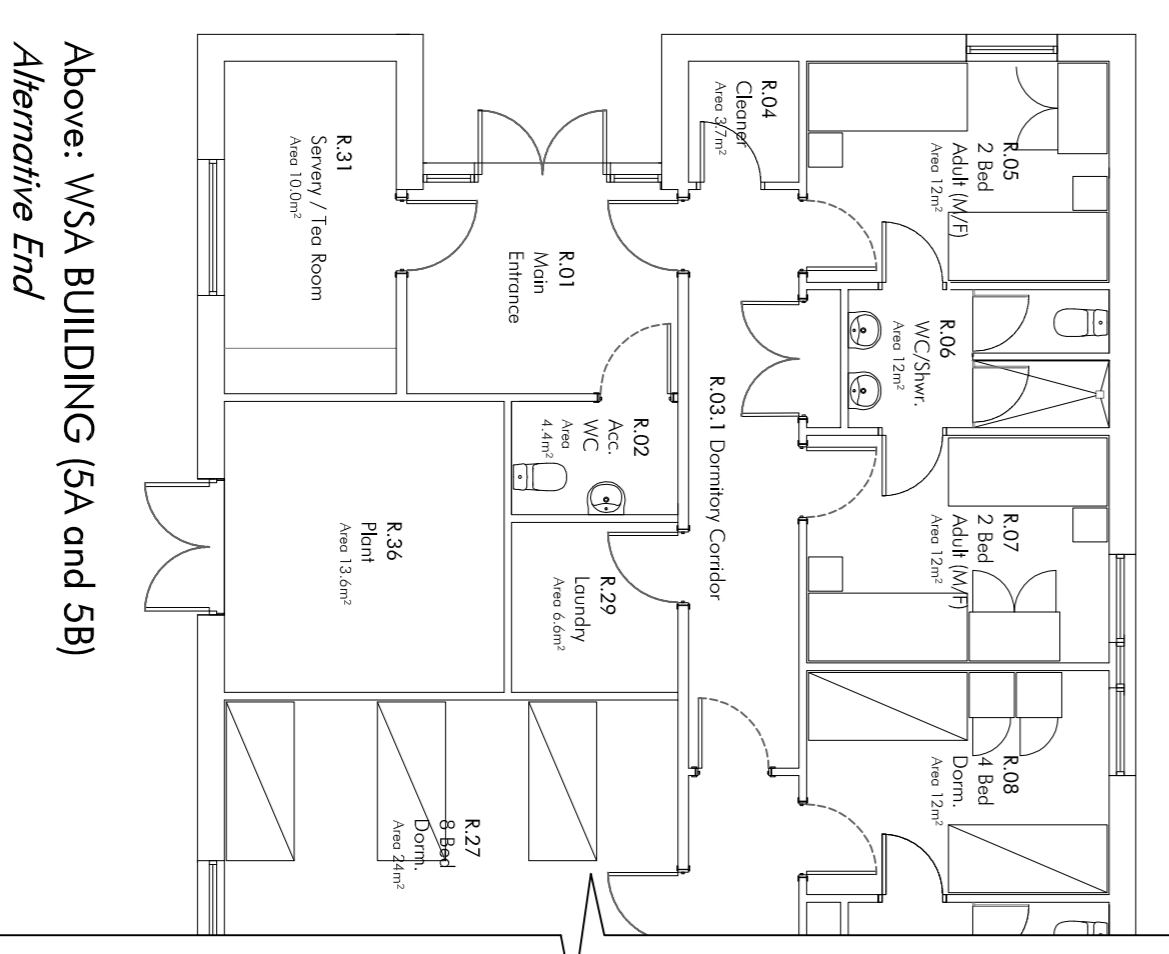 Above: WSA BUILDING (5A and 5B)
Alternative End
R.31
Servery / Tea Room
Area 10.0m²
R.01
Main
Entrance
R.04
Cleaner
Area 3.7m²
R.05
2 Bed
Adult (M/F)
Area 12m²
R.06
WC/Shwr.
Area 12m²
R.02
Acc.
WC
Area
4.4m²
R.03.1 Dormitory Corridor
R.36
Plant
Area 13.6m²
R.29
Laundry
Area 6.6m²
R.07
2 Bed
Adult (M/F)
Area 12m²
R.27
8 Bed
Dorm.
Area 24m²
R.08
4 Bed
Dorm.
Area 12m²